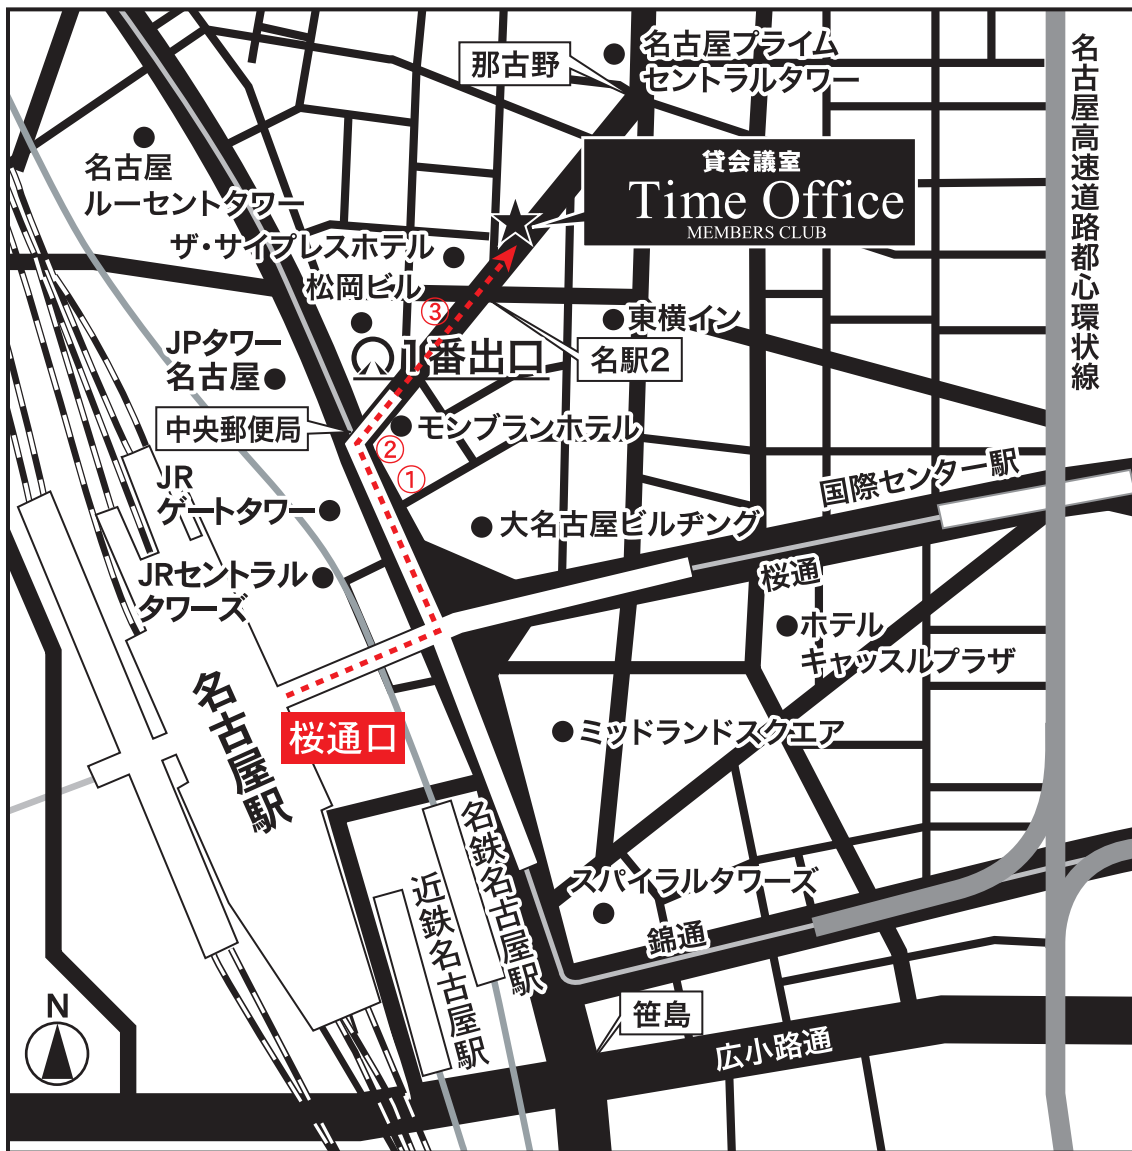 名古屋プライム
セントラルタワー
那古野
名古屋高速道路都心環状線
名古屋
ルーセントタワー
貸会議室
Time Office
MEMBERS CLUB
ザ・サイプレスホテル
松岡ビル
③
東横イン
JPタワー
名古屋
1番出口
名駅2
中央郵便局
モンブランホテル
②
①
JR
ゲートタワー
国際センター駅
大名古屋ビルヂング
JRセントラル
タワーズ
桜通
ホテル
キャッスルプラザ
名古屋駅
桜通口
ミッドランドスクエア
名鉄名古屋駅
近鉄名古屋駅
スパイラルタワーズ
錦通
N
笹島
広小路通